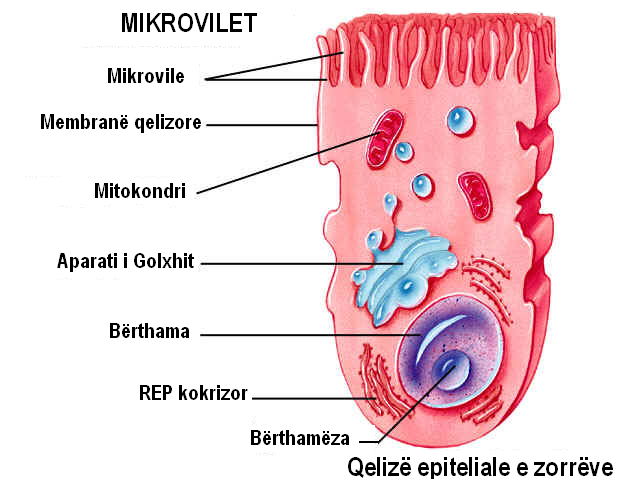 MIKROVILET
Mikrovile
Membranë qelizore
Mitokondri
Aparati i Golxhit
Bërthama
REP kokrizor
Bërthamëza
Qelizë epiteliale e zorrëve